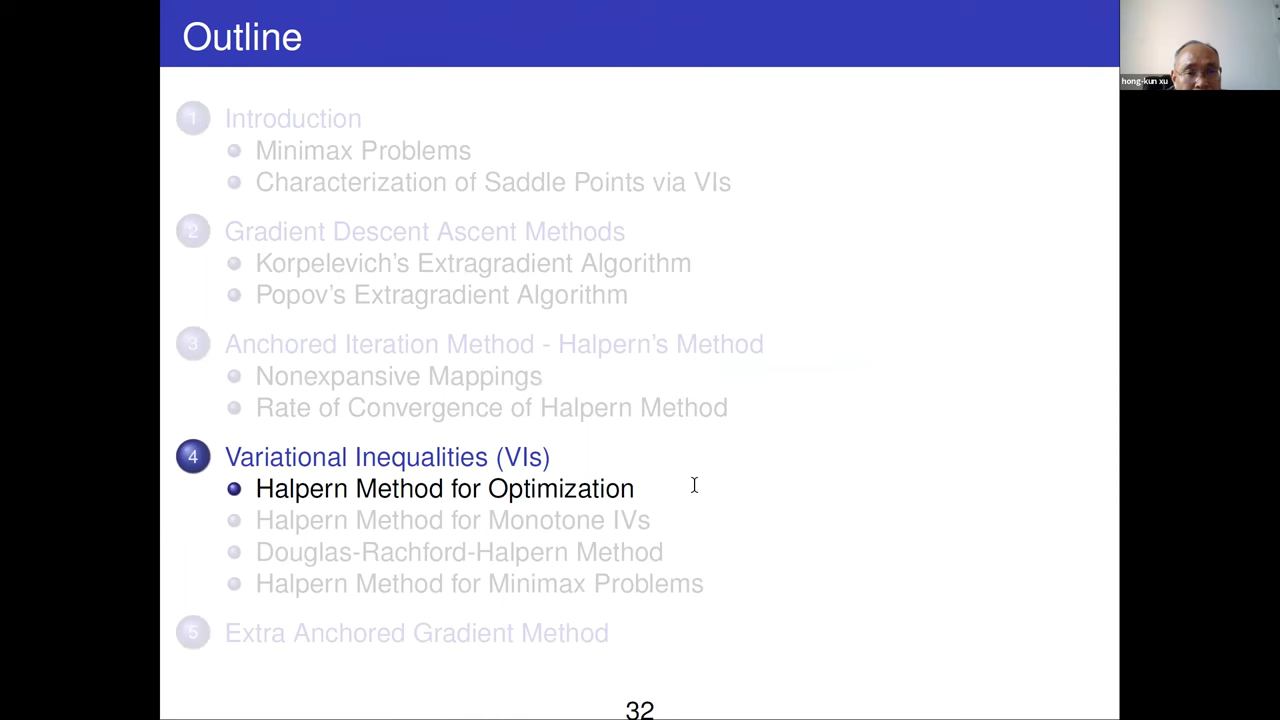 Outline
hong-kun xu
1 Introduction
Minimax Problems
Characterization of Saddle Points via VIs
2 Gradient Descent Ascent Methods
Korpelevich's Extragradient Algorithm
Popov's Extragradient Algorithm
3 Anchored Iteration Method - Halpern's Method
Nonexpansive Mappings
Rate of Convergence of Halpern Method
4 Variational Inequalities (VIs)
Halpern Method for Optimization
Halpern Method for Monotone IVs
Douglas-Rachford-Halpern Method
Halpern Method for Minimax Problems
5 Extra Anchored Gradient Method
32